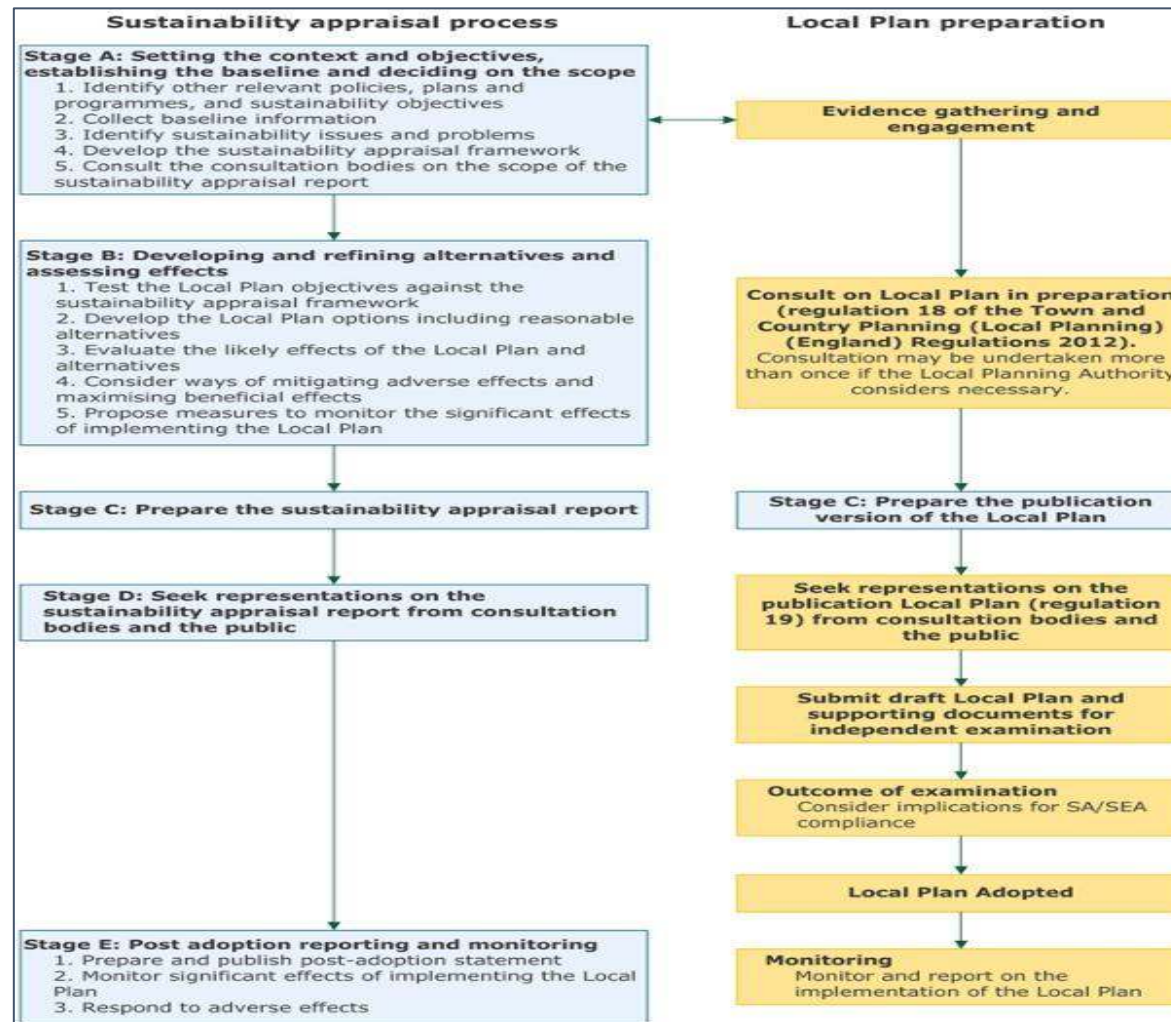 Sustainability appraisal process
Stage A: Setting the context and objectives,
establishing the baseline and deciding on the scope
1. Identify other relevant policies, plans and
programmes, and sustainability objectives
2. Collect baseline information
3. Identify sustainability issues and problems
4. Develop the sustainability appraisal framework
5. Consult the consultation bodies on the scope of the
sustainability appraisal report
Stage B: Developing and refining alternatives and
assessing effects
1. Test the Local Plan objectives against the
sustainability appraisal framework
2. Develop the Local Plan options including reasonable
alternatives
3. Evaluate the likely effects of the Local Plan and
alternatives
4. Consider ways of mitigating adverse effects and
maximising beneficial effects
5. Propose measures to monitor the significant effects
of implementing the Local Plan
Stage C: Prepare the sustainability appraisal report
Stage D: Seek representations on the
sustainability appraisal report from consultation
bodies and the public
Stage E: Post adoption reporting and monitoring
1. Prepare and publish post-adoption statement
2. Monitor significant effects of implementing the Local
Plan
3. Respond to adverse effects
Local Plan preparation
Evidence gathering and
engagement
Consult on Local Plan in preparation
(regulation 18 of the Town and
Country Planning (Local Planning)
(England) Regulations 2012).
Consultation may be undertaken more
than once if the Local Planning Authority
considers necessary.
Stage C: Prepare the publication
version of the Local Plan
Seek representations on the
publication Local Plan (regulation
19) from consultation bodies and
the public
Submit draft Local Plan and
supporting documents for
independent examination
Outcome of examination
Consider implications for SA/SEA
compliance
Local Plan Adopted
Monitoring
Monitor and report on the
implementation of the Local Plan